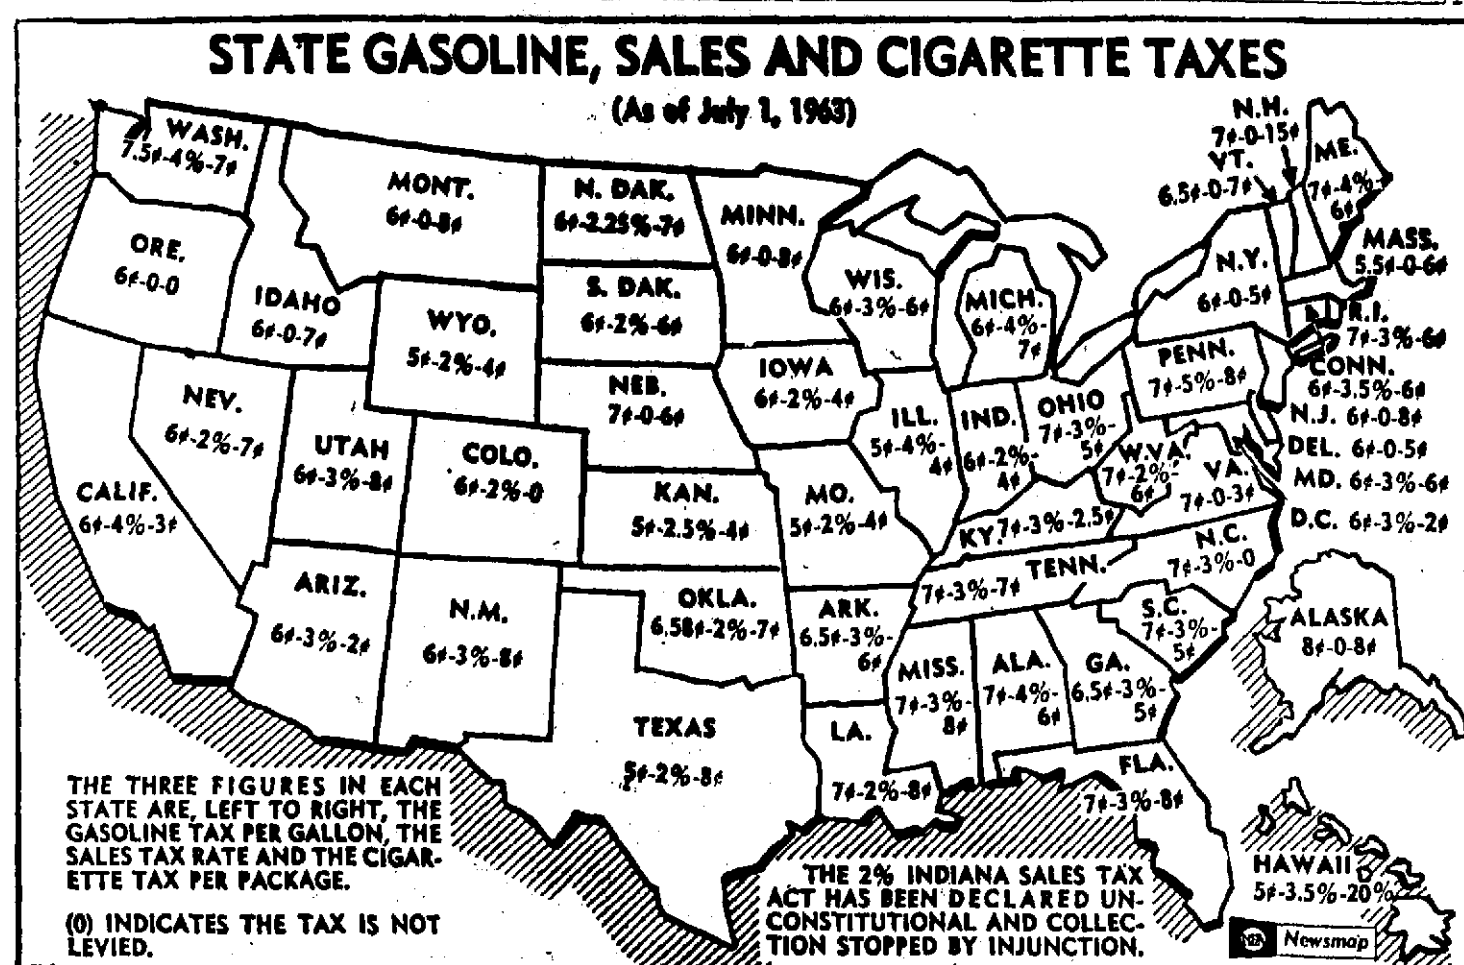 STATE GASOLINE, SALES AND CIGARETTE TAXES
(As of July 1, 1963)
WASH.
7.5¢-4%-7¢
ORE.
6¢-0-0
CALIF.
6¢-4%-3¢
NEV.
6¢-2%-7¢
IDAHO
6¢-0-7¢
MONT.
6¢-0-8¢
WYO.
5¢-2%-4¢
UTAH
6¢-3%-8¢
COLO.
6¢-2%-0
ARIZ.
6¢-3%-2¢
N.M.
6¢-3%-8¢
N. DAK.
6¢-2.25%-7¢
S. DAK.
6¢-2%-6¢
NEB.
7¢-0-6¢
KAN.
5¢-2.5%-4¢
OKLA.
6.58¢-2%-7¢
TEXAS
5¢-2%-8¢
MINN.
6¢-0-8¢
IOWA
6¢-2%-4¢
MO.
5¢-2%-4¢
ARK.
6.5¢-3%-
6¢
LA.
7¢-2%-8¢
WIS.
6¢-3%-6¢
ILL.
5¢-4%-
4¢
MICH.
6¢-4%-
7¢
IND.
6¢-2%-
4¢
OHIO
7¢-3%-
5¢
KY. 7¢-3%-2.5¢
TENN.
7¢-3%-7¢
MISS.
7¢-3%-
8¢
ALA.
7¢-4%-
6¢
GA.
6.5¢-3%-
5¢
FLA.
7¢-3%-8¢
S.C.
7¢-3%-
5¢
N.C.
7¢-3%-0
VA.
7¢-0-3¢
W.VA.
7¢-2%-
6¢
PENN.
7¢-5%-8¢
N.Y.
6¢-0-5¢
N.H.
7¢-0-15¢
VT.
6.5¢-0-7¢
ME.
7¢-4%-
6¢
MASS.
5.5¢-0-6¢
R.I.
7¢-3%-6¢
CONN.
6¢-3.5%-6¢
N.J. 6¢-0-8¢
DEL. 6¢-0-5¢
MD. 6¢-3%-6¢
D.C. 6¢-3%-2¢
ALASKA
8¢-0-8¢
HAWAII
5¢-3.5%-20%
THE THREE FIGURES IN EACH
STATE ARE, LEFT TO RIGHT, THE
GASOLINE TAX PER GALLON, THE
SALES TAX RATE AND THE CIGAR-
ETTE TAX PER PACKAGE.
(0) INDICATES THE TAX IS NOT
LEVIED.
THE 2% INDIANA SALES TAX
ACT HAS BEEN DECLARED UN-
CONSTITUTIONAL AND COLLEC-
TION STOPPED BY INJUNCTION.
Newsmap